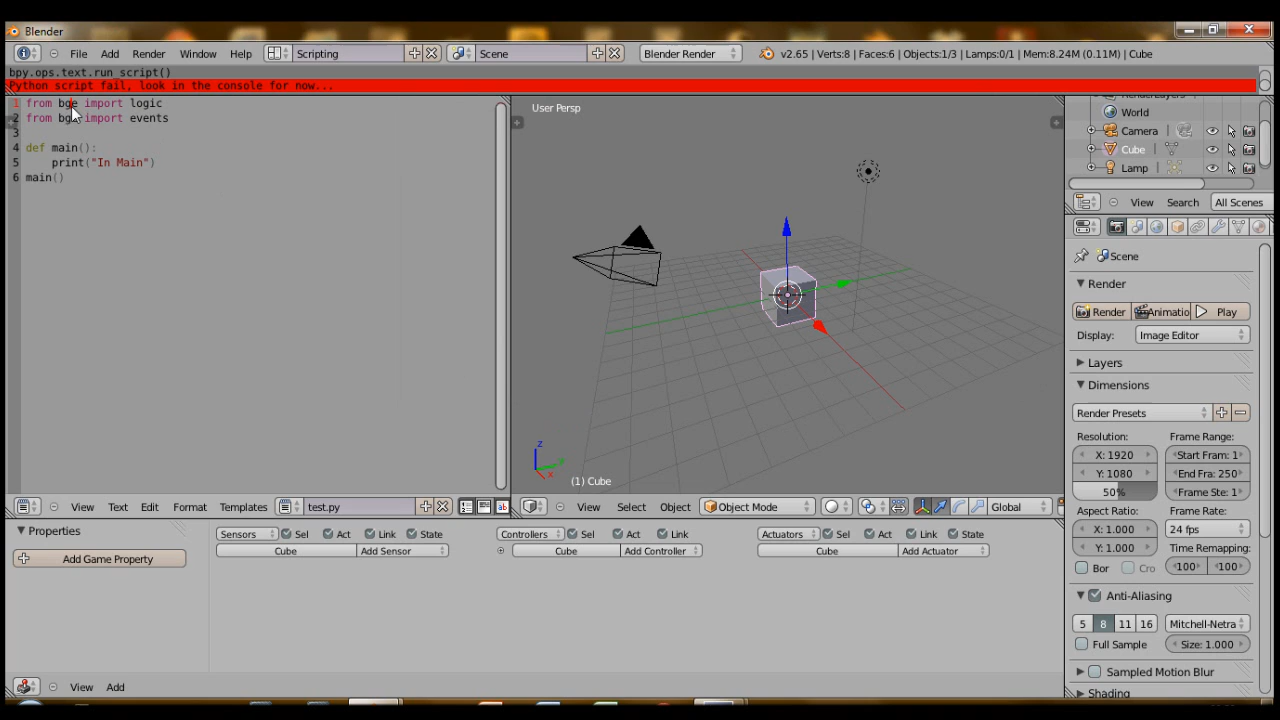 Blender
File Add Render Window Help Scripting Scene Blender Render v2.65 | Verts:8 | Faces:6 | Objects:1/3 | Lamps:0/1 | Mem:8.24M (0.11M) | Cube
bpy.ops.text.run_script()
Python script fail, look in the console for now...
1 from bge import logic
2 from bge import events
3
4 def main():
5 print("In Main")
6 main()
User Persp
z
y
x
(1) Cube
World
Camera
Cube
Lamp
View Search All Scenes
Scene
Render
Render Animatio Play
Display: Image Editor
Layers
Dimensions
Render Presets
Resolution: Frame Range:
X: 1920 Start Fram: 1
Y: 1080 End Fra: 250
50% Frame Ste: 1
Aspect Ratio: Frame Rate:
X: 1.000 24 fps
Y: 1.000 Time Remapping:
Bor Cro 100 100
Anti-Aliasing
5 8 11 16 Mitchell-Netra
Full Sample Size: 1.000
Sampled Motion Blur
Shading
View Text Edit Format Templates test.py ab
View Select Object Object Mode Global
Properties
Add Game Property
Sensors Sel Act Link State
Cube Add Sensor
Controllers Sel Act Link
Cube Add Controller
Actuators Sel Act Link State
Cube Add Actuator
View Add